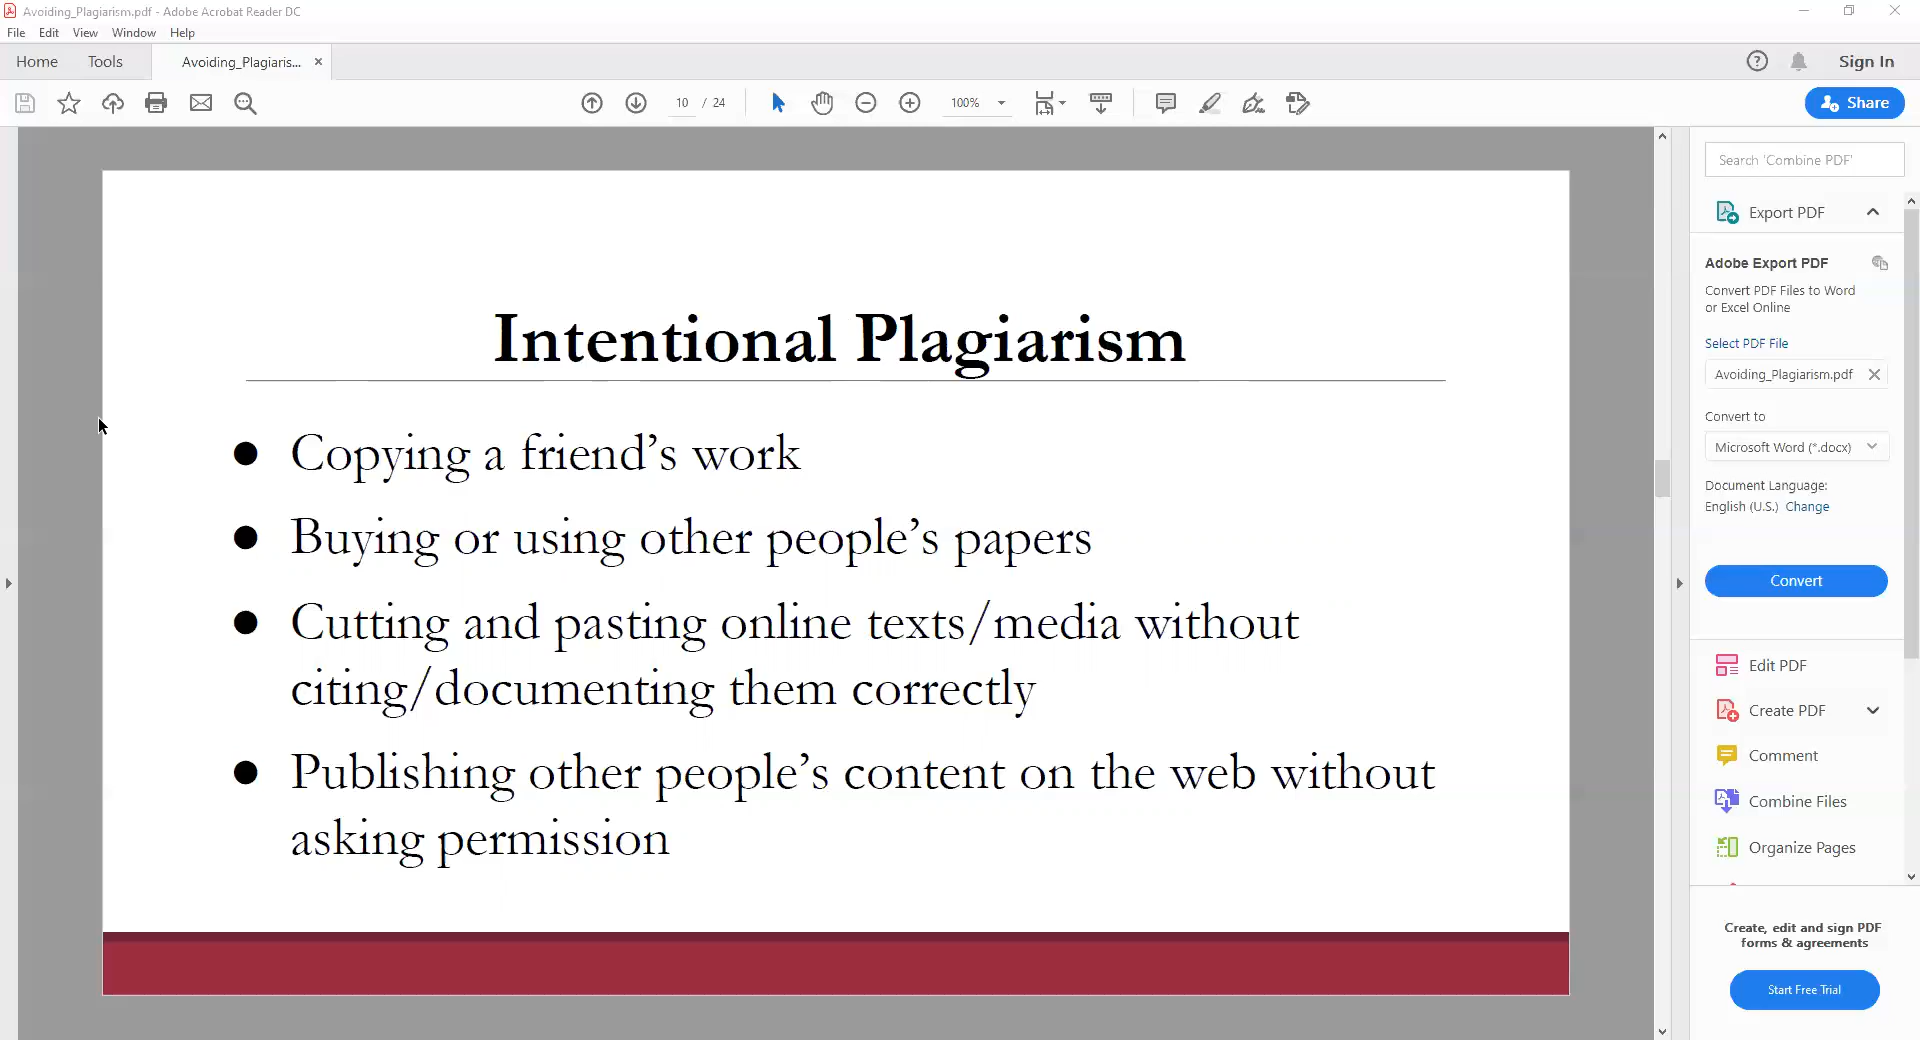 Avoiding_Plagiarism.pdf - Adobe Acrobat Reader DC
File Edit View Window Help
Home Tools Avoiding_Plagiaris... × Sign In
10 / 24 100% Share
Search 'Combine PDF'
Export PDF
Adobe Export PDF
Convert PDF Files to Word
or Excel Online
Select PDF File
Avoiding_Plagiarism.pdf
Convert to
Microsoft Word (*.docx)
Document Language:
English (U.S.) Change
Convert
Edit PDF
Create PDF
Comment
Combine Files
Organize Pages
Create, edit and sign PDF
forms & agreements
Start Free Trial
Intentional Plagiarism
● Copying a friend’s work
● Buying or using other people’s papers
● Cutting and pasting online texts/media without
citing/documenting them correctly
● Publishing other people’s content on the web without
asking permission